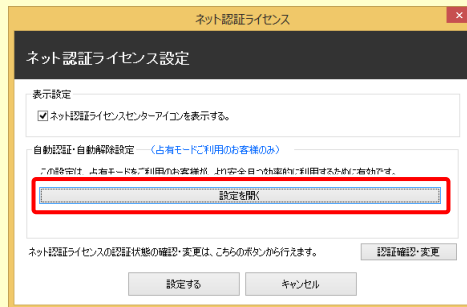 ネット認証ライセンス
ネット認証ライセンス設定
表示設定
ネット認証ライセンスセンターアイコンを表示する。
自動認証・自動解除設定 (占有モードご利用のお客様のみ)
この設定は、占有モードをご利用のお客様が、より安全且つ効率的に利用するために有効です。
設定を開く
ネット認証ライセンスの認証状態の確認・変更は、こちらのボタンから行えます。 認証確認・変更
設定する キャンセル